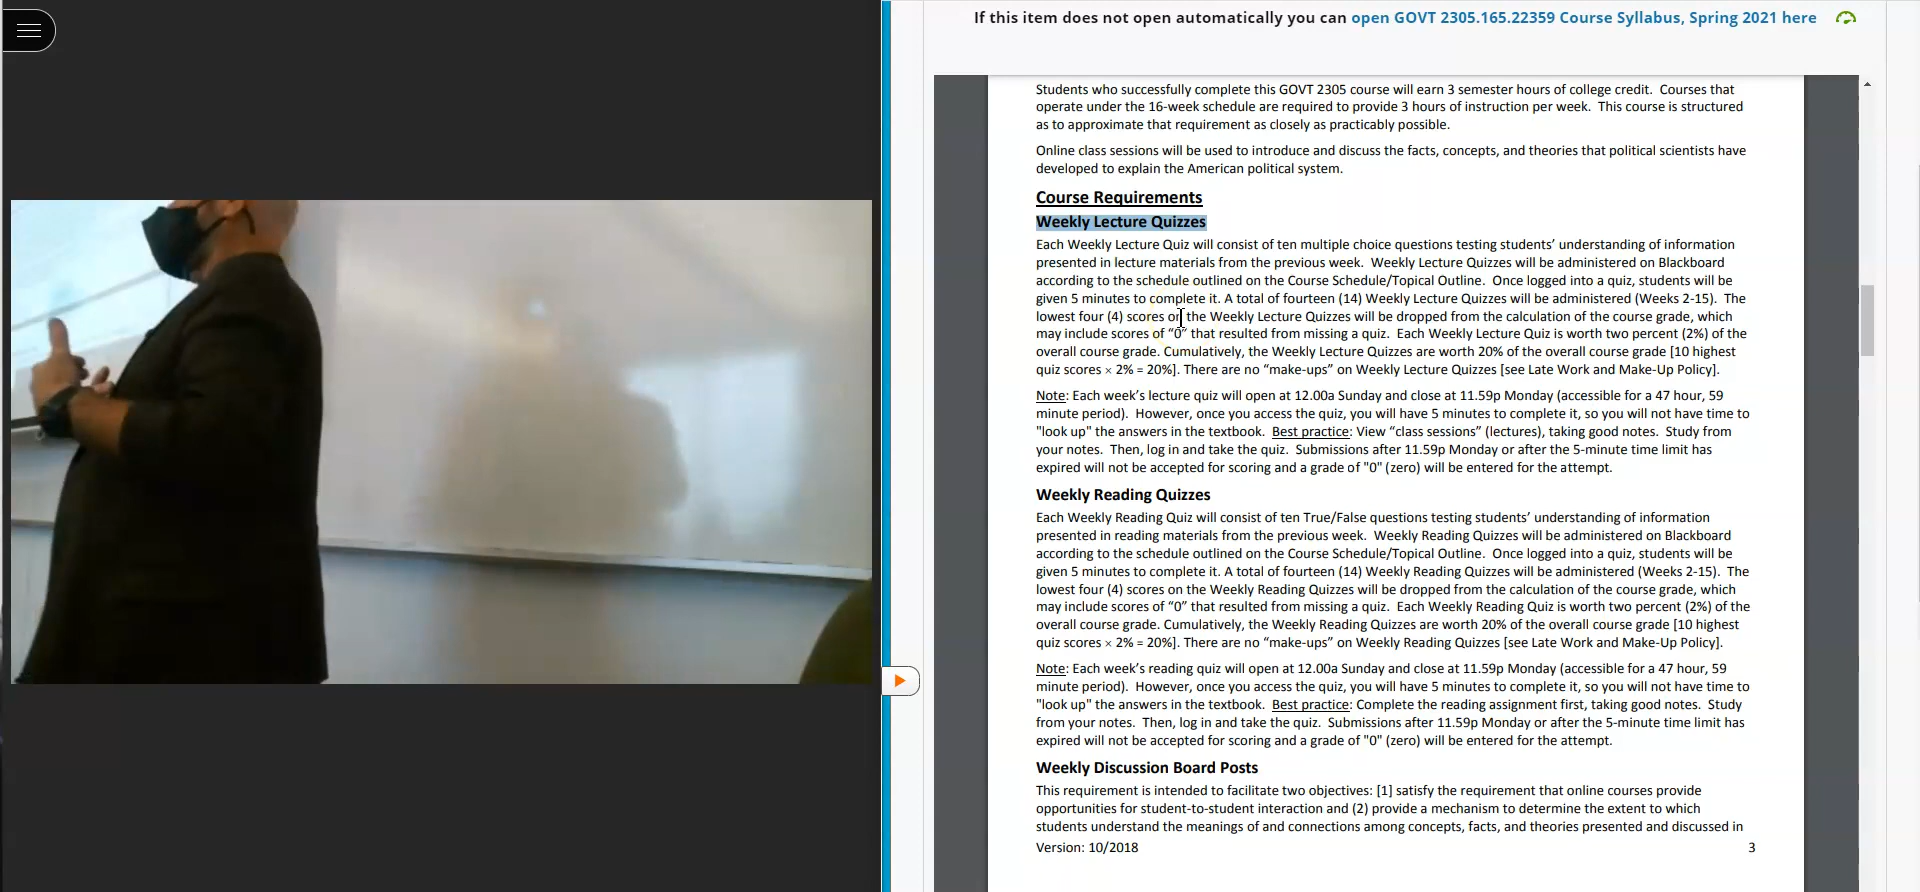 If this item does not open automatically you can open GOVT 2305.165.22359 Course Syllabus, Spring 2021 here
Students who successfully complete this GOVT 2305 course will earn 3 semester hours of college credit.  Courses that
operate under the 16-week schedule are required to provide 3 hours of instruction per week.  This course is structured
as to approximate that requirement as closely as practicably possible.
Online class sessions will be used to introduce and discuss the facts, concepts, and theories that political scientists have
developed to explain the American political system.
Course Requirements
Weekly Lecture Quizzes
Each Weekly Lecture Quiz will consist of ten multiple choice questions testing students’ understanding of information
presented in lecture materials from the previous week.  Weekly Lecture Quizzes will be administered on Blackboard
according to the schedule outlined on the Course Schedule/Topical Outline.  Once logged into a quiz, students will be
given 5 minutes to complete it. A total of fourteen (14) Weekly Lecture Quizzes will be administered (Weeks 2-15).  The
lowest four (4) scores on the Weekly Lecture Quizzes will be dropped from the calculation of the course grade, which
may include scores of “0” that resulted from missing a quiz.  Each Weekly Lecture Quiz is worth two percent (2%) of the
overall course grade. Cumulatively, the Weekly Lecture Quizzes are worth 20% of the overall course grade [10 highest
quiz scores × 2% = 20%]. There are no “make-ups” on Weekly Lecture Quizzes [see Late Work and Make-Up Policy].
Note: Each week’s lecture quiz will open at 12.00a Sunday and close at 11.59p Monday (accessible for a 47 hour, 59
minute period).  However, once you access the quiz, you will have 5 minutes to complete it, so you will not have time to
"look up" the answers in the textbook.  Best practice: View “class sessions” (lectures), taking good notes.  Study from
your notes.  Then, log in and take the quiz.  Submissions after 11.59p Monday or after the 5-minute time limit has
expired will not be accepted for scoring and a grade of "0" (zero) will be entered for the attempt.
Weekly Reading Quizzes
Each Weekly Reading Quiz will consist of ten True/False questions testing students’ understanding of information
presented in reading materials from the previous week.  Weekly Reading Quizzes will be administered on Blackboard
according to the schedule outlined on the Course Schedule/Topical Outline.  Once logged into a quiz, students will be
given 5 minutes to complete it. A total of fourteen (14) Weekly Reading Quizzes will be administered (Weeks 2-15).  The
lowest four (4) scores on the Weekly Reading Quizzes will be dropped from the calculation of the course grade, which
may include scores of “0” that resulted from missing a quiz.  Each Weekly Reading Quiz is worth two percent (2%) of the
overall course grade. Cumulatively, the Weekly Reading Quizzes are worth 20% of the overall course grade [10 highest
quiz scores × 2% = 20%]. There are no “make-ups” on Weekly Reading Quizzes [see Late Work and Make-Up Policy].
Note: Each week’s reading quiz will open at 12.00a Sunday and close at 11.59p Monday (accessible for a 47 hour, 59
minute period).  However, once you access the quiz, you will have 5 minutes to complete it, so you will not have time to
"look up" the answers in the textbook.  Best practice: Complete the reading assignment first, taking good notes.  Study
from your notes.  Then, log in and take the quiz.  Submissions after 11.59p Monday or after the 5-minute time limit has
expired will not be accepted for scoring and a grade of "0" (zero) will be entered for the attempt.
Weekly Discussion Board Posts
This requirement is intended to facilitate two objectives: [1] satisfy the requirement that online courses provide
opportunities for student-to-student interaction and (2) provide a mechanism to determine the extent to which
students understand the meanings of and connections among concepts, facts, and theories presented and discussed in
Version: 10/2018 3